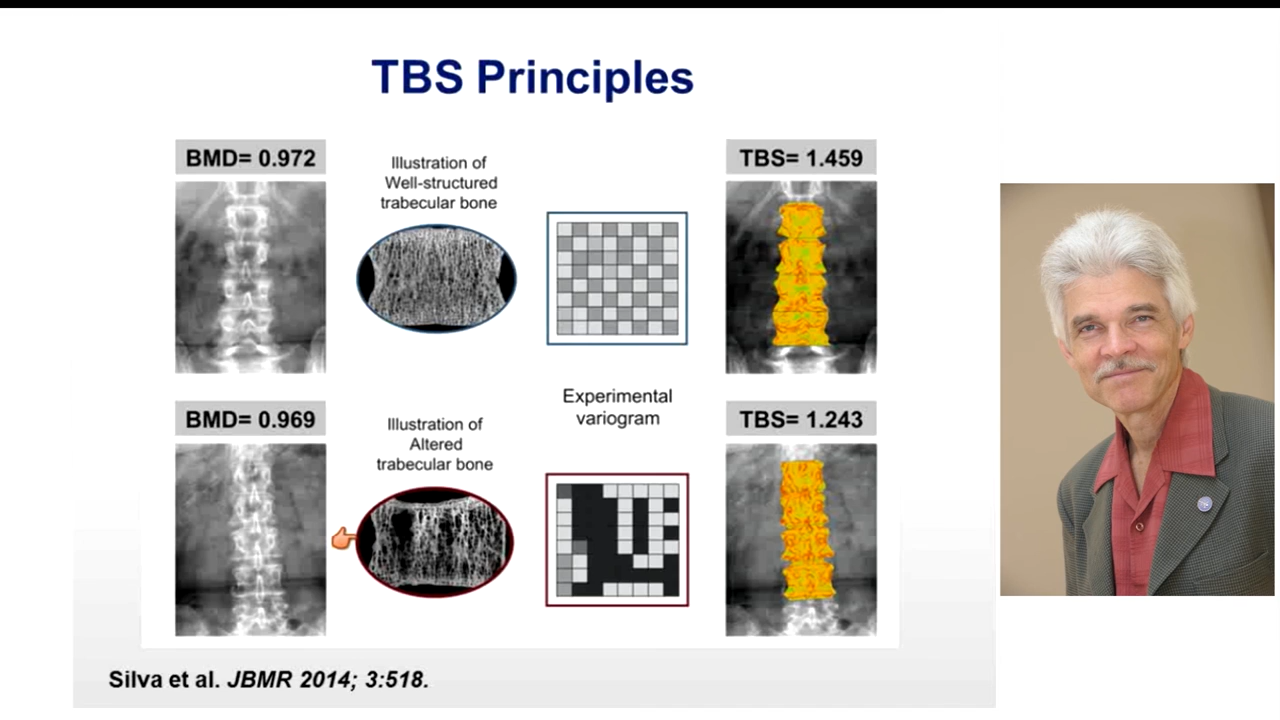 TBS Principles
BMD= 0.972
Illustration of
Well-structured
trabecular bone
TBS= 1.459
BMD= 0.969
Illustration of
Altered
trabecular bone
Experimental
variogram
TBS= 1.243
Silva et al. JBMR 2014; 3:518.